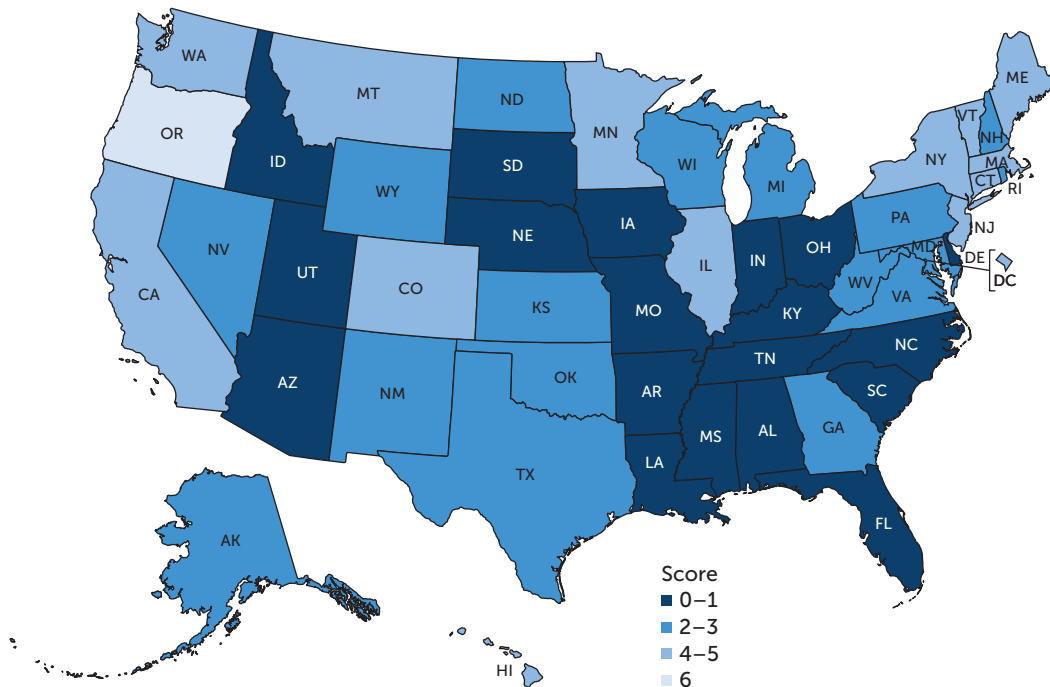 WA
MT
ND
MN
ME
VT
NH
OR
ID
SD
WI
MI
NY
MA
CT
RI
WY
IA
PA
NJ
NV
NE
IL
IN
OH
MD
DE
DC
UT
CO
KS
MO
WV
VA
CA
KY
AZ
NM
OK
AR
TN
NC
SC
MS
AL
GA
TX
LA
FL
AK
HI
Score
0–1
2–3
4–5
6